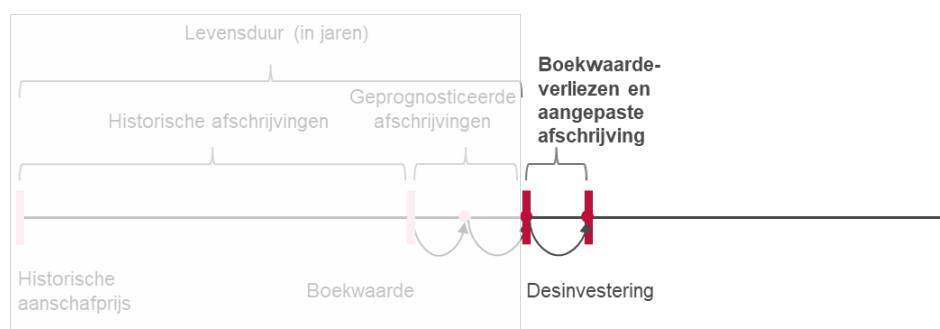 Levensduur (in jaren)
Boekwaarde-
verliezen en
aangepaste
afschrijving
Geprognosticeerde
afschrijvingen
Historische afschrijvingen
Historische
aanschafprijs
Boekwaarde
Desinvestering